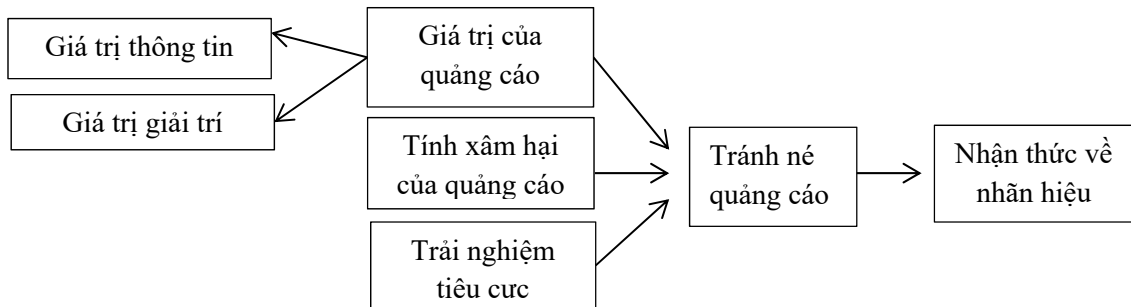 Giá trị thông tin
Giá trị giải trí
Giá trị của
quảng cáo
Tính xâm hại
của quảng cáo
Trải nghiệm
tiêu cưc
Tránh né
quảng cáo
Nhận thức về
nhãn hiệu